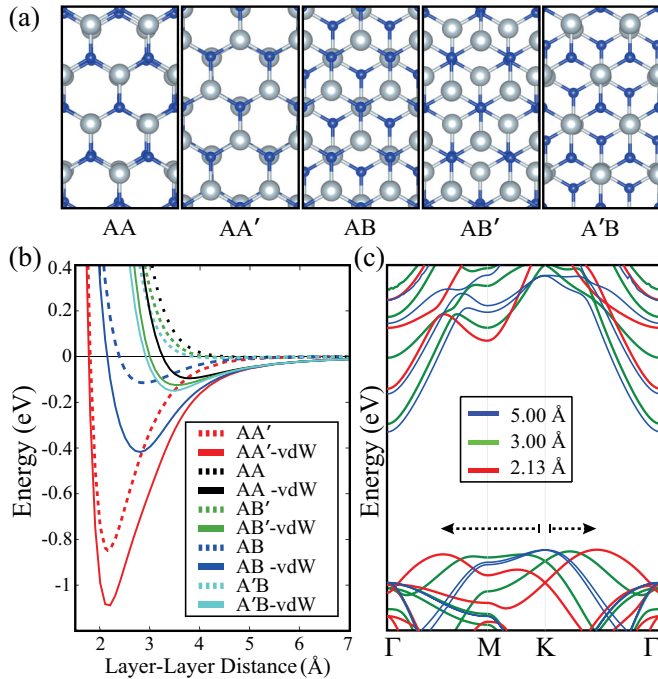 (a)
AA AA′ AB AB′ A′B
(b)
0.4
0.2
0
-0.2
-0.4
-0.6
-0.8
-1
Energy (eV)
AA′
AA′-vdW
AA
AA -vdW
AB′
AB′-vdW
AB
AB -vdW
A′B
A′B-vdW
2 3 4 5 6 7
Layer-Layer Distance (Å)
(c)
Energy (eV)
5.00 Å
3.00 Å
2.13 Å
Γ M K Γ